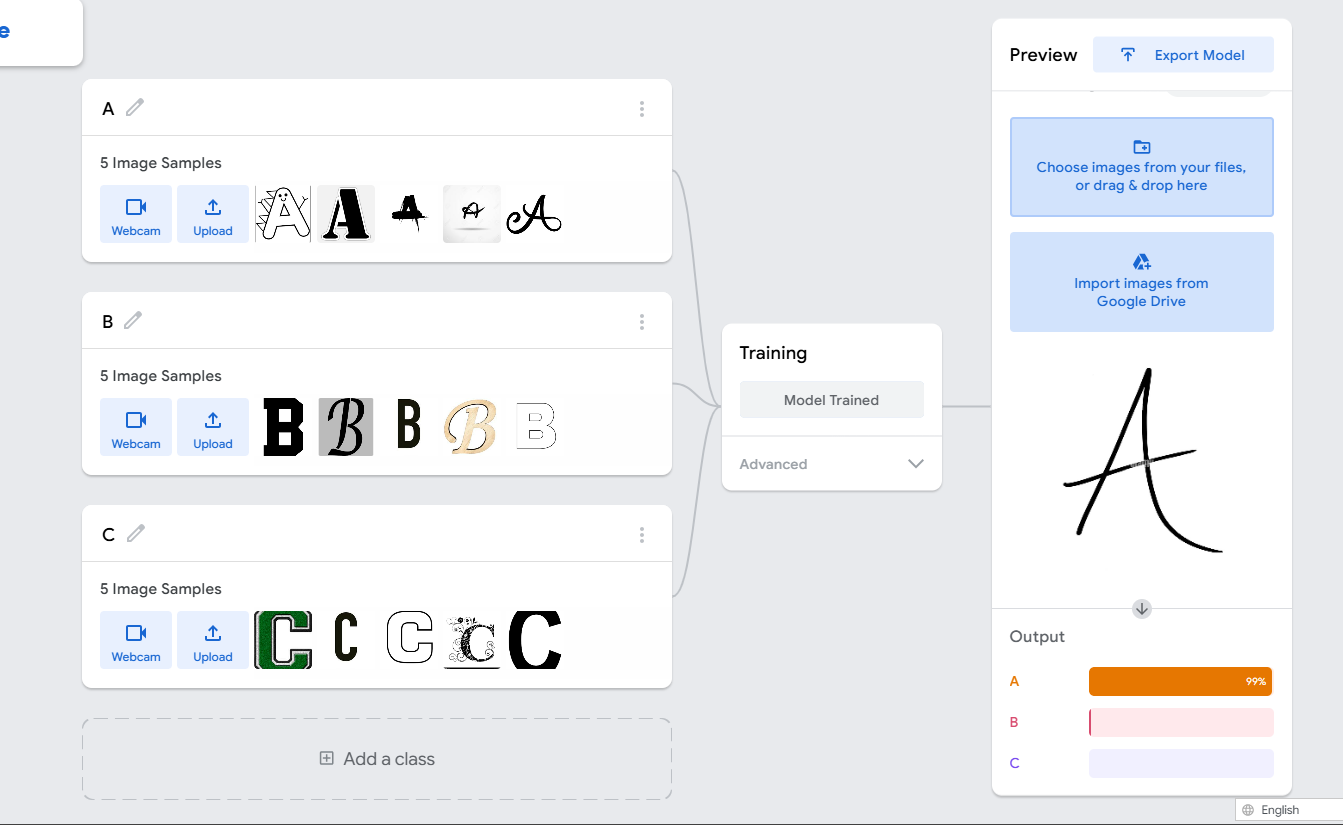 e
A
5 Image Samples
Webcam
Upload
A
A
A
A
A
B
5 Image Samples
Webcam
Upload
B
B
B
B
B
C
5 Image Samples
Webcam
Upload
C
C
C
C
C
Add a class
Training
Model Trained
Advanced
Preview
Export Model
Choose images from your files,
or drag & drop here
Import images from
Google Drive
A
Output
A
99%
B
C
English